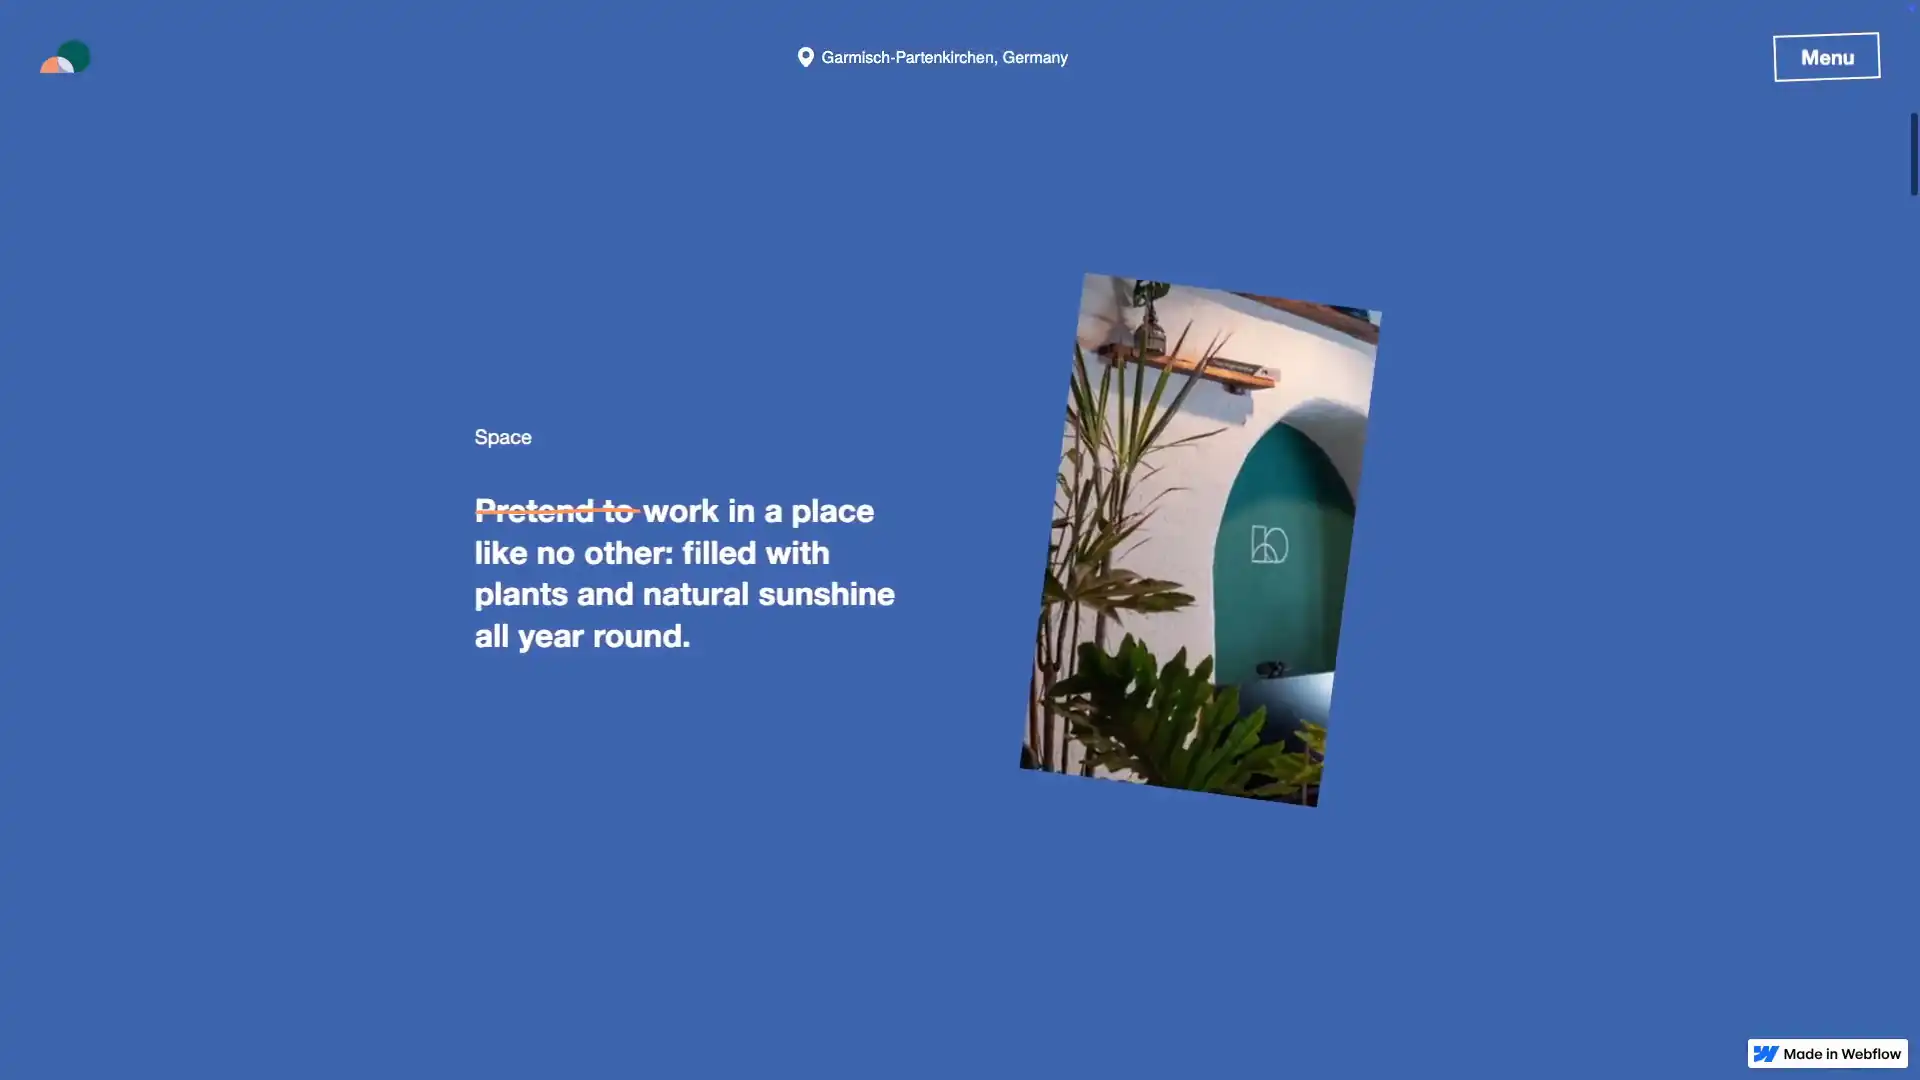 Garmisch-Partenkirchen, Germany
Menu
Space
Pretend to work in a place
like no other: filled with
plants and natural sunshine
all year round.
Made in Webflow